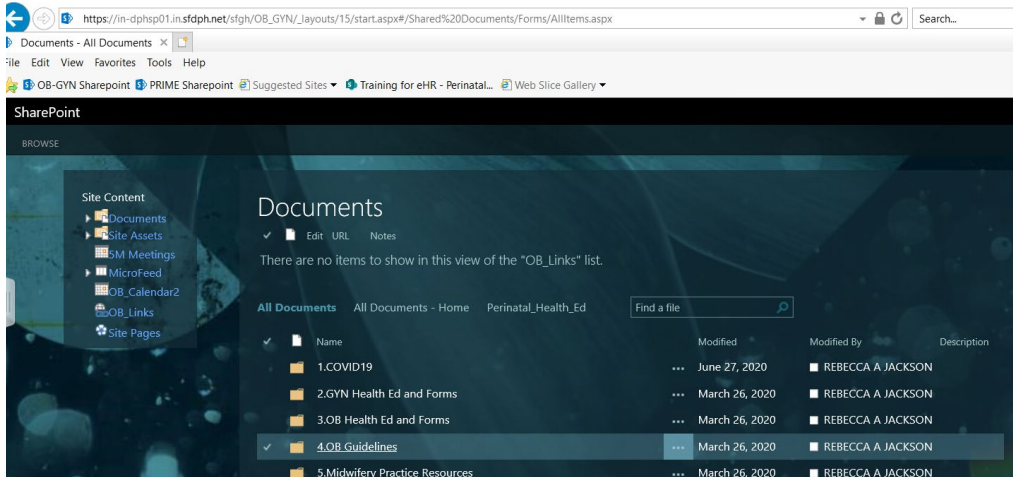 https://in-dphsp01.in.sfdph.net/sfgh/OB_GYN/_layouts/15/start.aspx#/Shared%20Documents/Forms/AllItems.aspx Search...
Documents - All Documents
File Edit View Favorites Tools Help
OB-GYN Sharepoint PRIME Sharepoint Suggested Sites Training for eHR - Perinatal... Web Slice Gallery
SharePoint
BROWSE
Site Content
Documents
Site Assets
5M Meetings
MicroFeed
OB_Calendar2
OB_Links
Site Pages
Documents
Edit URL Notes
There are no items to show in this view of the "OB_Links" list.
All Documents All Documents - Home Perinatal_Health_Ed Find a file
Name Modified Modified By Description
1.COVID19 ... June 27, 2020 REBECCA A JACKSON
2.GYN Health Ed and Forms ... March 26, 2020 REBECCA A JACKSON
3.OB Health Ed and Forms ... March 26, 2020 REBECCA A JACKSON
4.OB Guidelines ... March 26, 2020 REBECCA A JACKSON
5.Midwifery Practice Resources ... March 26, 2020 REBECCA A JACKSON